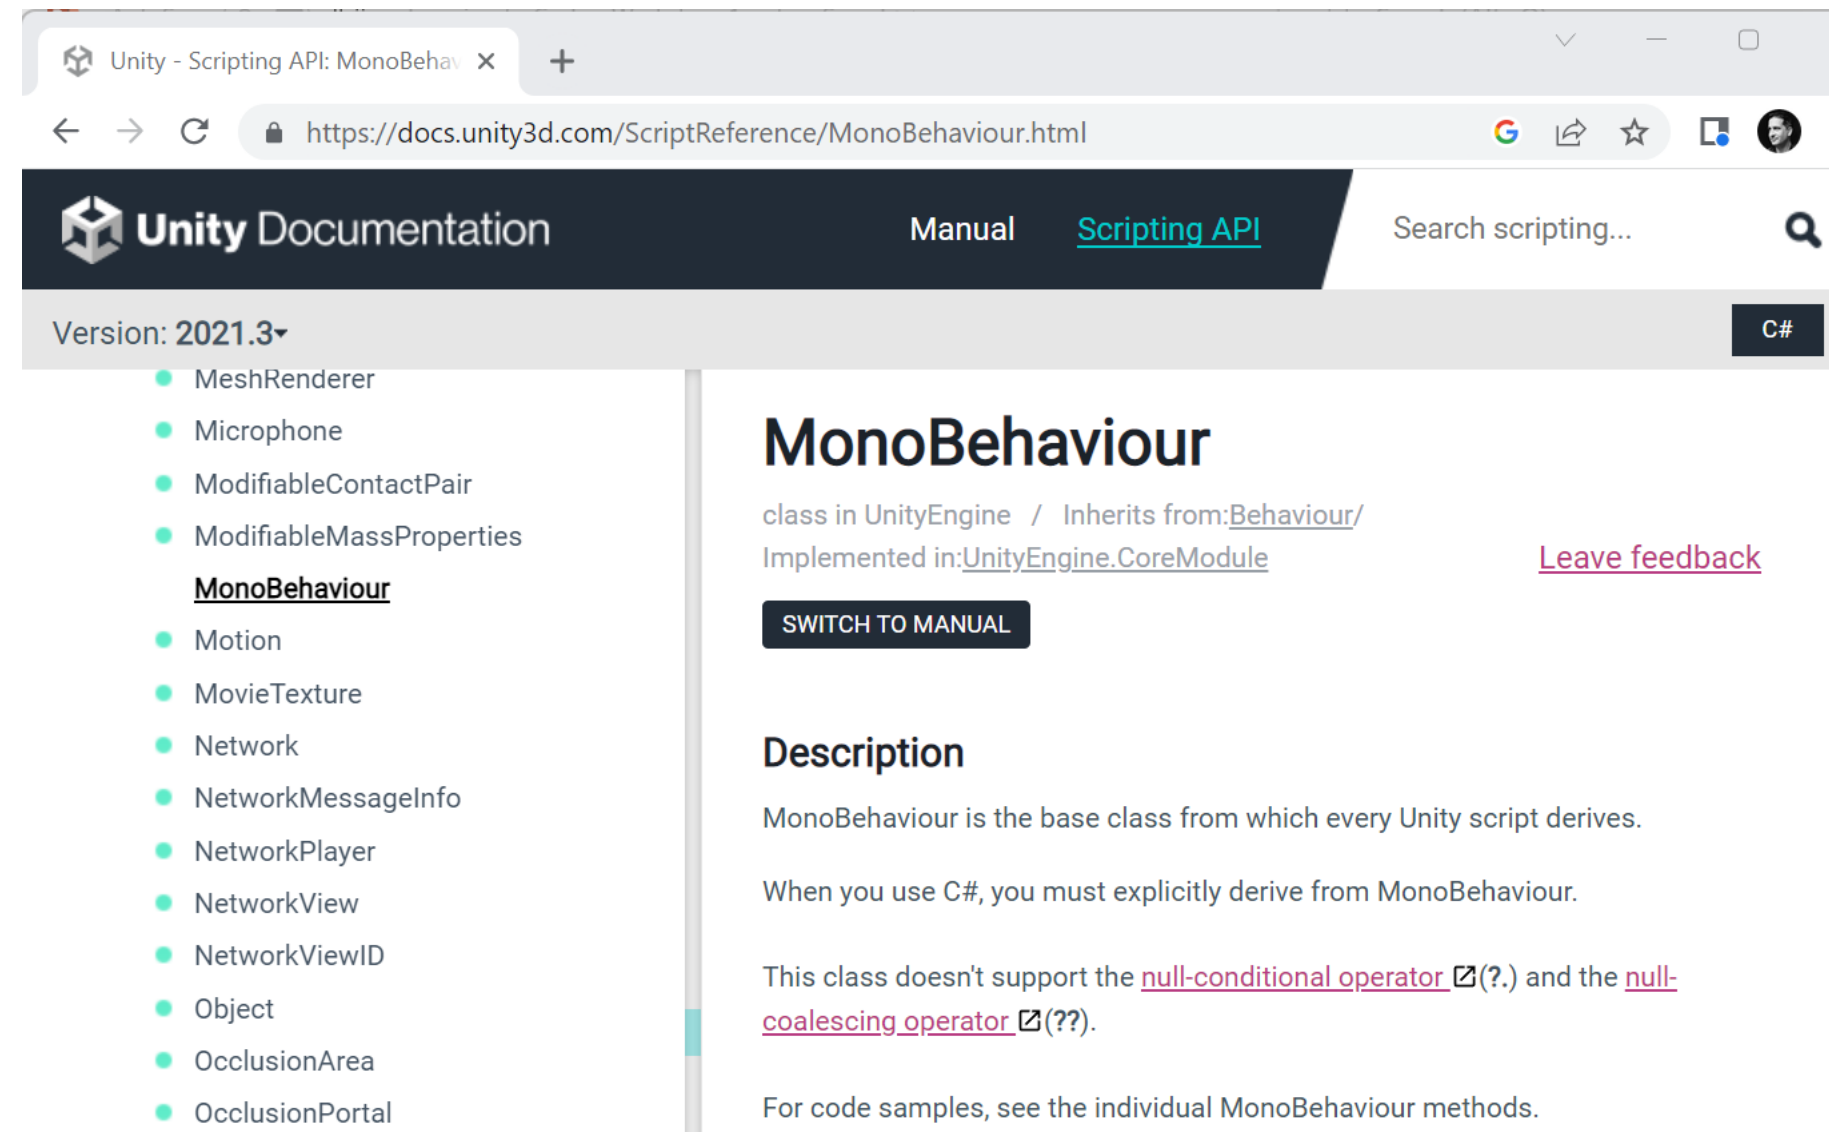 Unity - Scripting API: MonoBehav
https://docs.unity3d.com/ScriptReference/MonoBehaviour.html
Unity Documentation
Manual
Scripting API
Search scripting...
Version: 2021.3
C#
MeshRenderer
Microphone
ModifiableContactPair
ModifiableMassProperties
MonoBehaviour
Motion
MovieTexture
Network
NetworkMessageInfo
NetworkPlayer
NetworkView
NetworkViewID
Object
OcclusionArea
OcclusionPortal
MonoBehaviour
class in UnityEngine / Inherits from:Behaviour/
Implemented in:UnityEngine.CoreModule
Leave feedback
SWITCH TO MANUAL
Description
MonoBehaviour is the base class from which every Unity script derives.
When you use C#, you must explicitly derive from MonoBehaviour.
This class doesn't support the null-conditional operator (?.) and the null-
coalescing operator (??).
For code samples, see the individual MonoBehaviour methods.